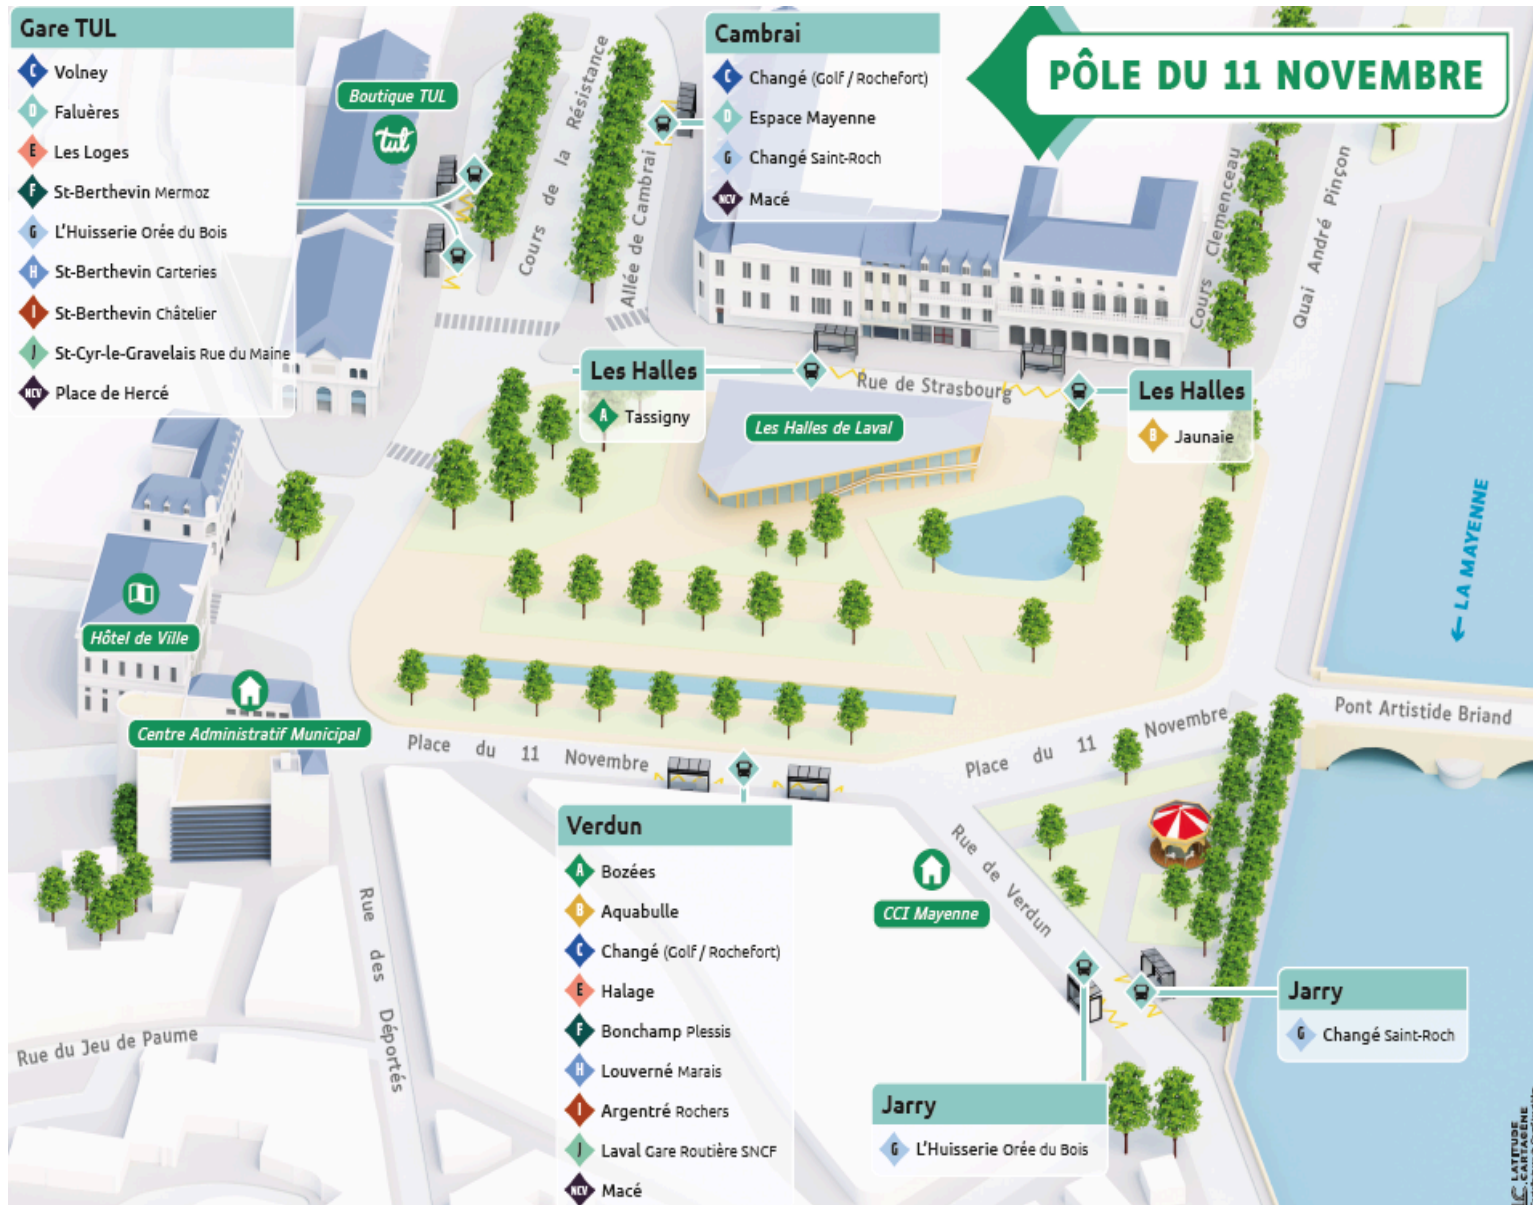 PÔLE DU 11 NOVEMBRE
Gare TUL
C Volney
D Faluères
E Les Loges
F St-Berthevin Mermoz
G L'Huisserie Orée du Bois
H St-Berthevin Carteries
I St-Berthevin Châtelier
J St-Cyr-le-Gravelais Rue du Maine
NCV Place de Hercé
Boutique TUL
tul
Cours de la Résistance
Allée de Cambrai
Cambrai
C Changé (Golf / Rochefort)
D Espace Mayenne
G Changé Saint-Roch
NCV Macé
Cours Clemenceau
Quai André Pinçon
Les Halles
A Tassigny
Rue de Strasbourg
Les Halles
B Jaunaie
Les Halles de Laval
← LA MAYENNE
Hôtel de Ville
Centre Administratif Municipal
Place du 11 Novembre
Place du 11 Novembre
Pont Artistide Briand
Verdun
A Bozées
B Aquabulle
C Changé (Golf / Rochefort)
E Halage
F Bonchamp Plessis
H Louverné Marais
I Argentré Rochers
J Laval Gare Routière SNCF
NCV Macé
Rue de Verdun
CCI Mayenne
Rue des Déportés
Rue du Jeu de Paume
Jarry
G Changé Saint-Roch
Jarry
G L'Huisserie Orée du Bois
LATITUDE
CARTAGÈNE